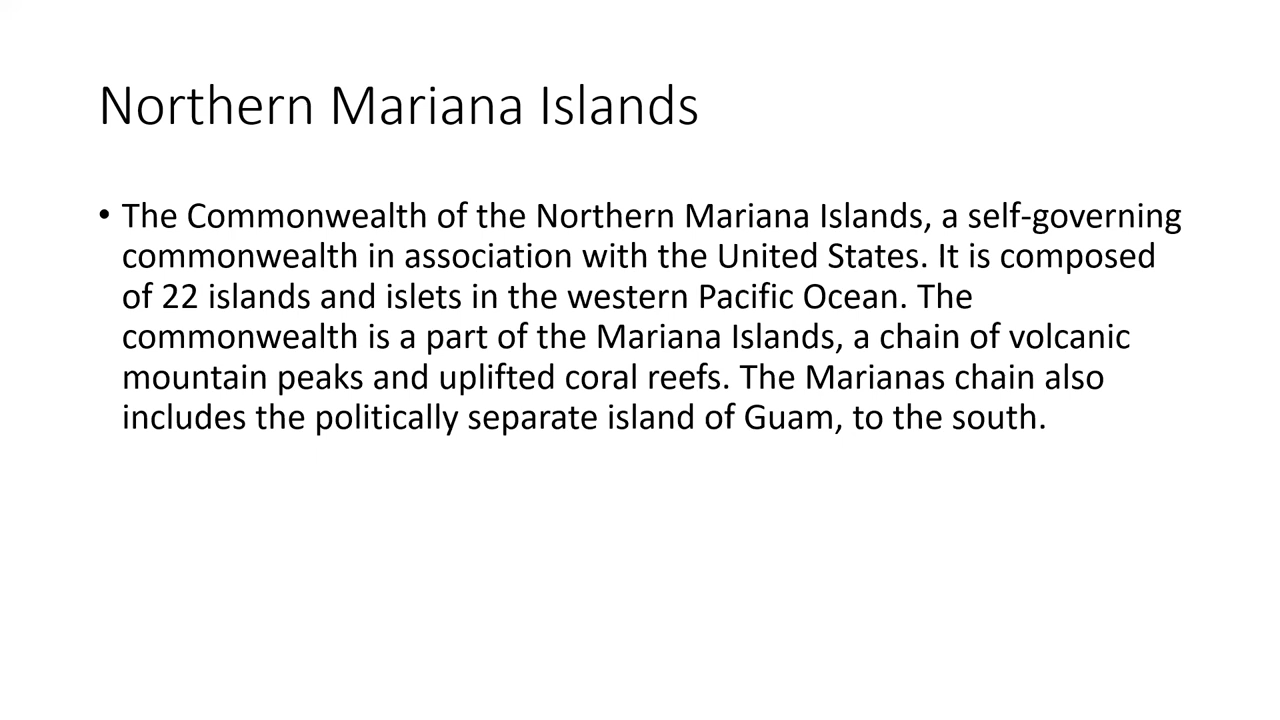 Northern Mariana Islands
• The Commonwealth of the Northern Mariana Islands, a self-governing
commonwealth in association with the United States. It is composed
of 22 islands and islets in the western Pacific Ocean. The
commonwealth is a part of the Mariana Islands, a chain of volcanic
mountain peaks and uplifted coral reefs. The Marianas chain also
includes the politically separate island of Guam, to the south.